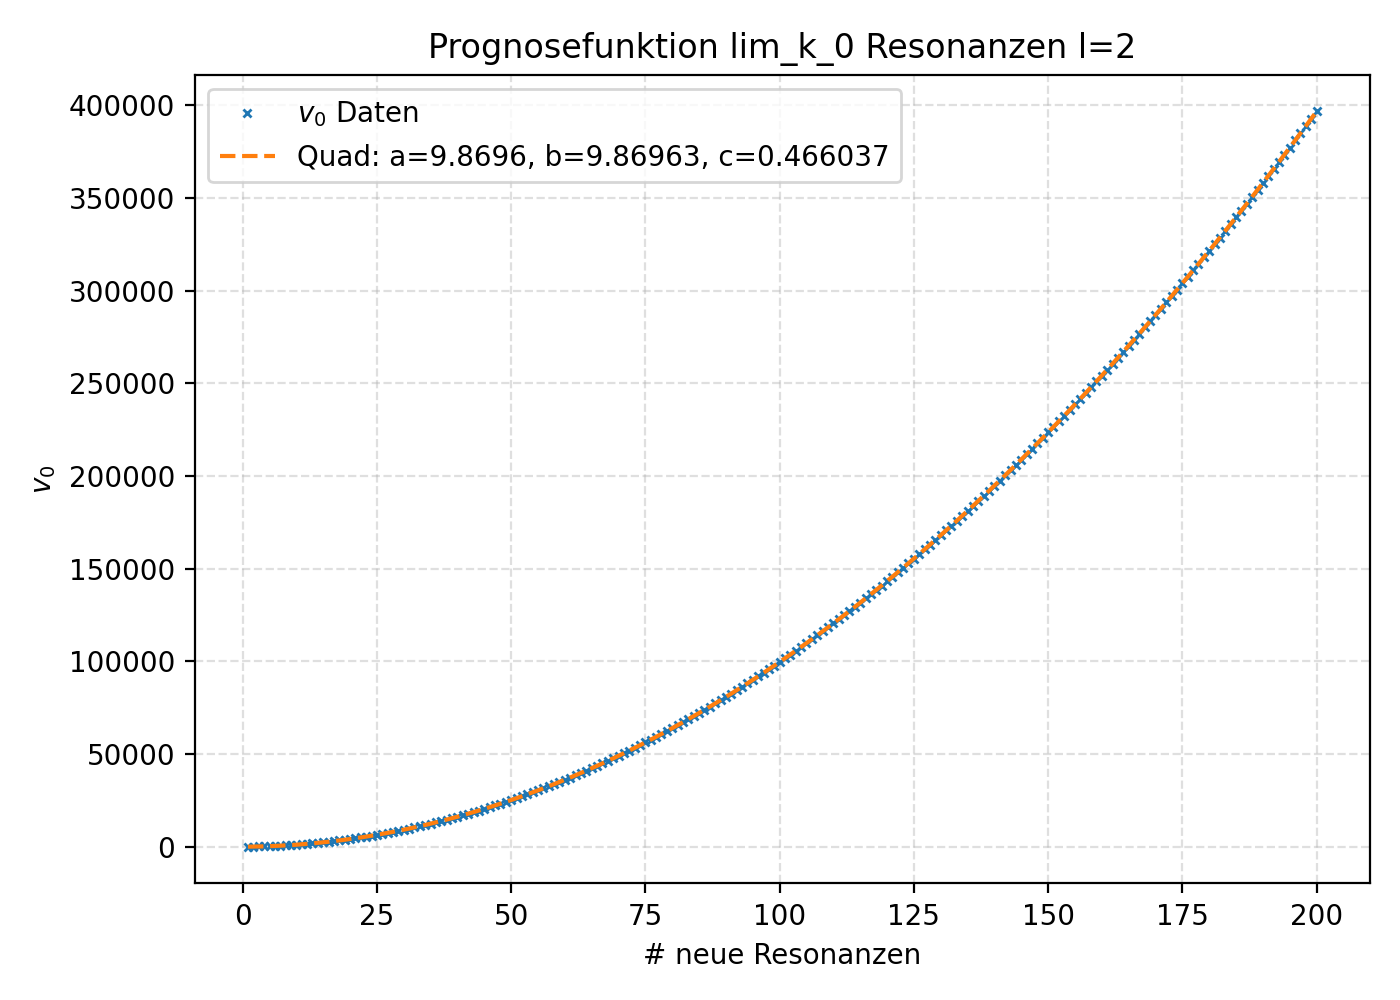 Prognosefunktion lim_k_0 Resonanzen l=2
v₀ Daten
Quad: a=9.8696, b=9.86963, c=0.466037
400000
350000
300000
250000
200000
150000
100000
50000
0
v₀
0 25 50 75 100 125 150 175 200
# neue Resonanzen